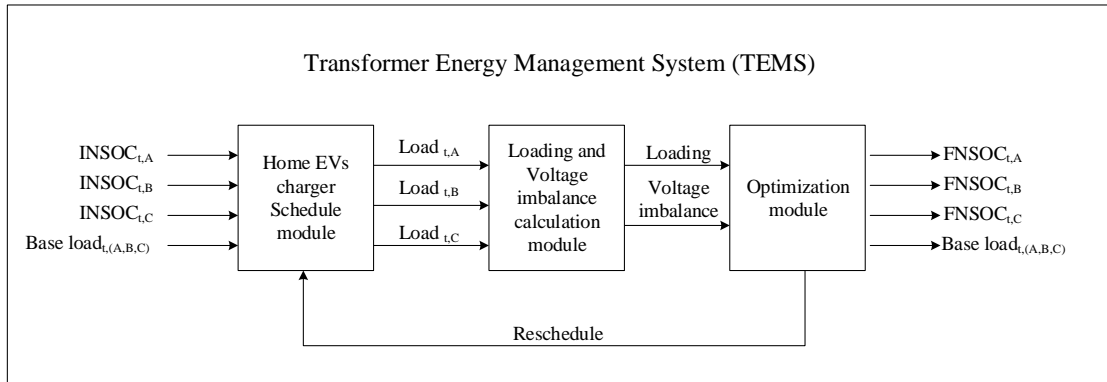 Transformer Energy Management System (TEMS)
INSOCt,A
INSOCt,B
INSOCt,C
Base loadt,(A,B,C)
Home EVs
charger
Schedule
module
Load t,A
Load t,B
Load t,C
Loading and
Voltage
imbalance
calculation
module
Loading
Voltage
imbalance
Optimization
module
FNSOCt,A
FNSOCt,B
FNSOCt,C
Base loadt,(A,B,C)
Reschedule